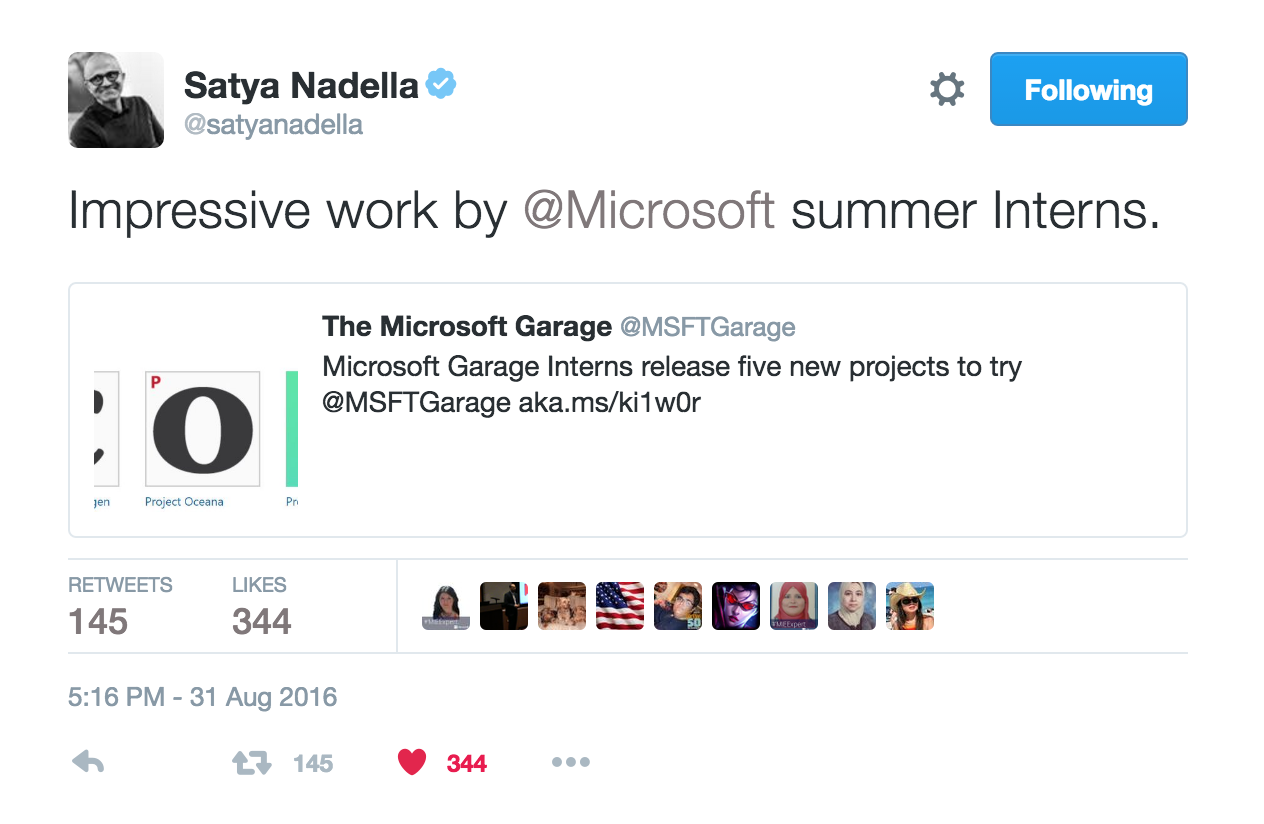 Satya Nadella
@satyanadella
Following
Impressive work by @Microsoft summer Interns.
The Microsoft Garage @MSFTGarage
Microsoft Garage Interns release five new projects to try
@MSFTGarage aka.ms/ki1w0r
P
O
gen
Project Oceana
Pr
RETWEETS
LIKES
145
344
#MIEExpert
50
#MIEExpert
5:16 PM - 31 Aug 2016
145
344